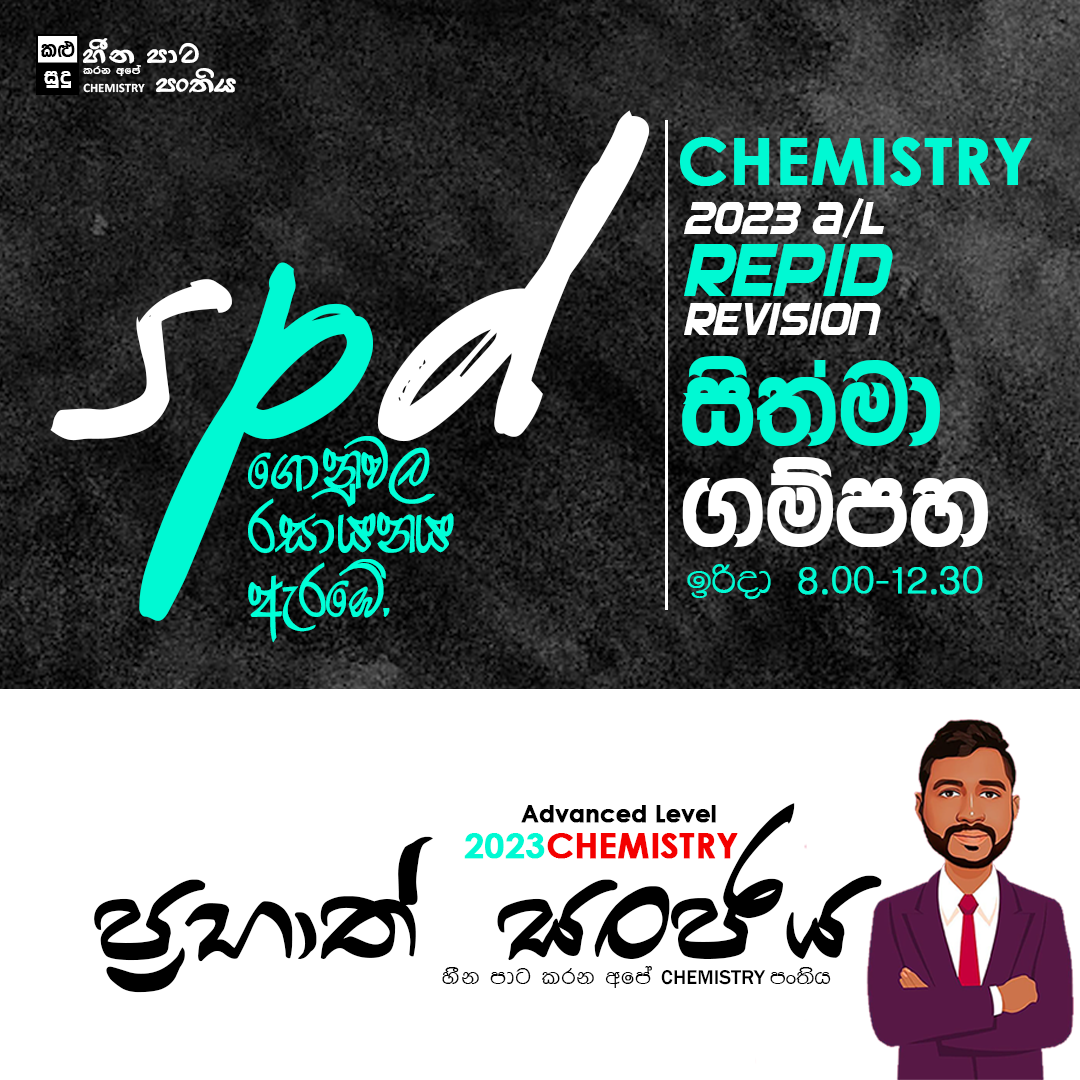 කළු
සුදු
හීන පාට
කරන අපේ
CHEMISTRY පංතිය
spd
ගොනුවල
රසායනය
ඇරඹේ.
CHEMISTRY
2023 A/L
REPID
REVISION
සිත්මා
ගම්පහ
ඉරිදා 8.00-12.30
Advanced Level
2023CHEMISTRY
ප්‍රභාත් සංජීය
හීන පාට කරන අපේ CHEMISTRY පංතිය